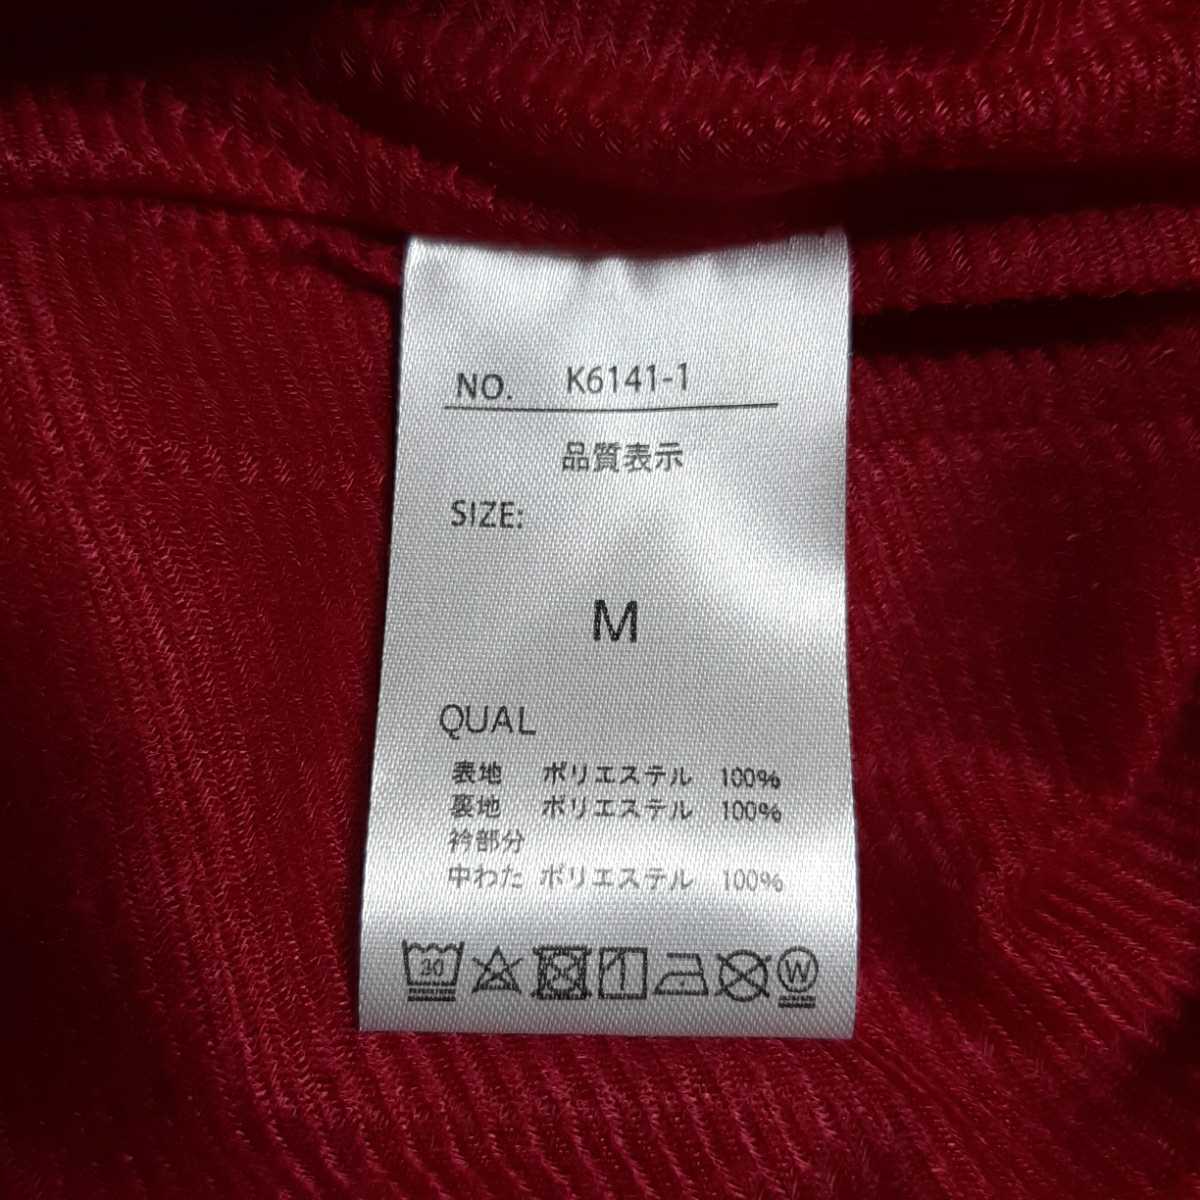 NO. K6141-1
品質表示
SIZE:
M
QUAL
表地 ポリエステル 100%
裏地 ポリエステル 100%
衿部分
中わた ポリエステル 100%
30
W